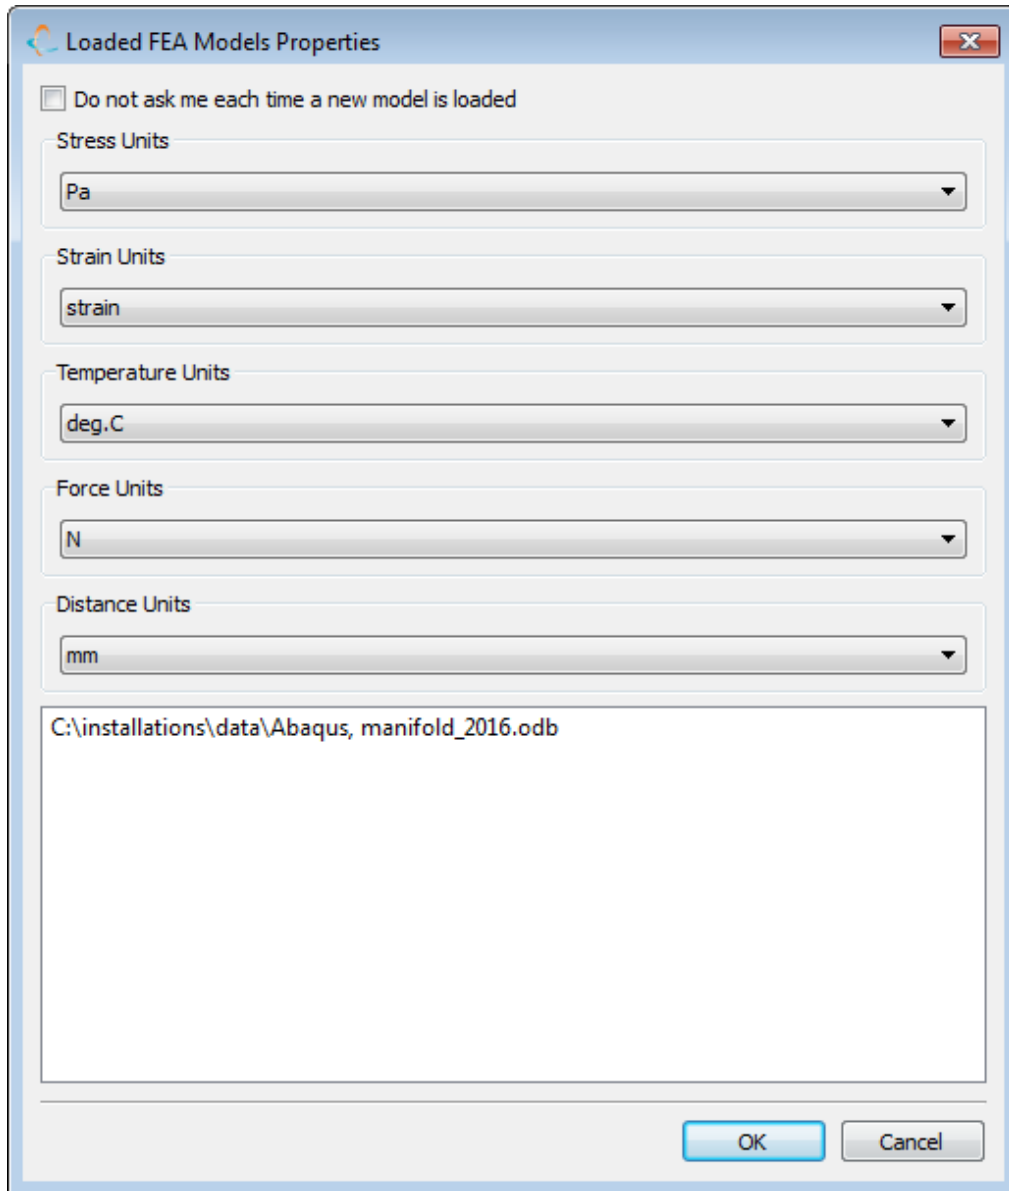 Loaded FEA Models Properties
Do not ask me each time a new model is loaded
Stress Units
Pa
Strain Units
strain
Temperature Units
deg.C
Force Units
N
Distance Units
mm
C:\installations\data\Abaqus, manifold_2016.odb
OK
Cancel